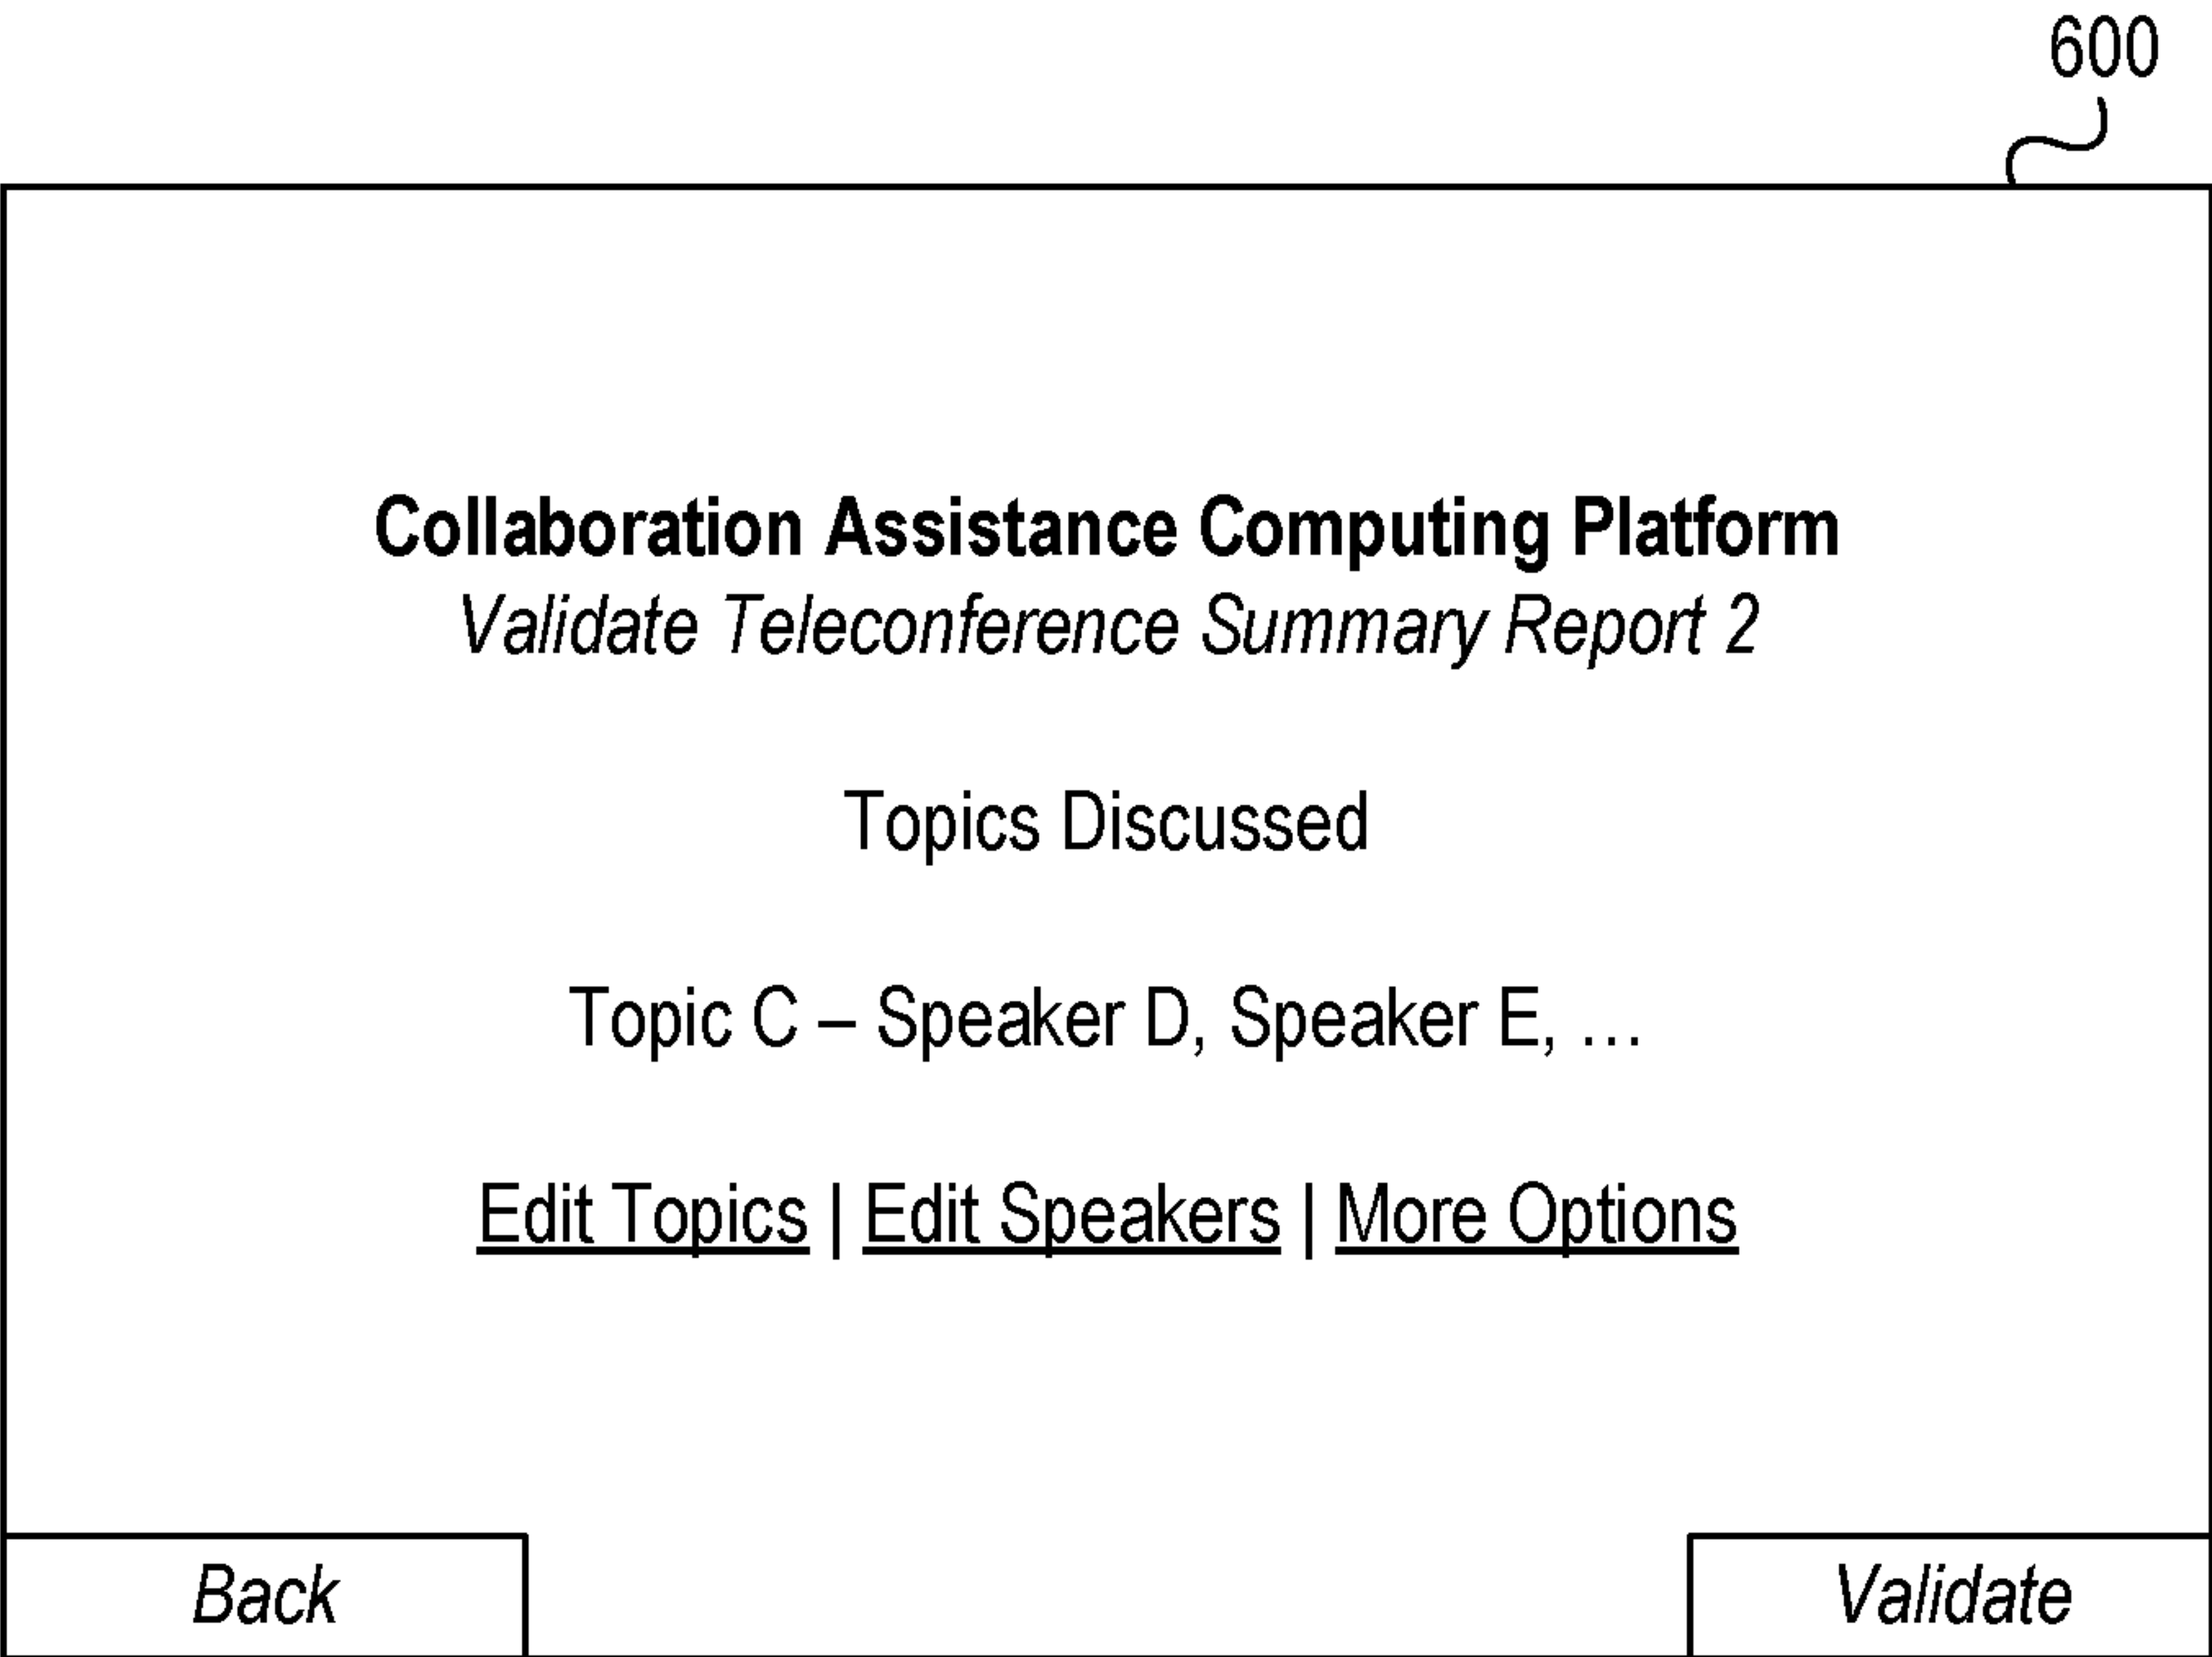 600
Collaboration Assistance Computing Platform
Validate Teleconference Summary Report 2
Topics Discussed
Topic C – Speaker D, Speaker E, ...
Edit Topics | Edit Speakers | More Options
Back
Validate